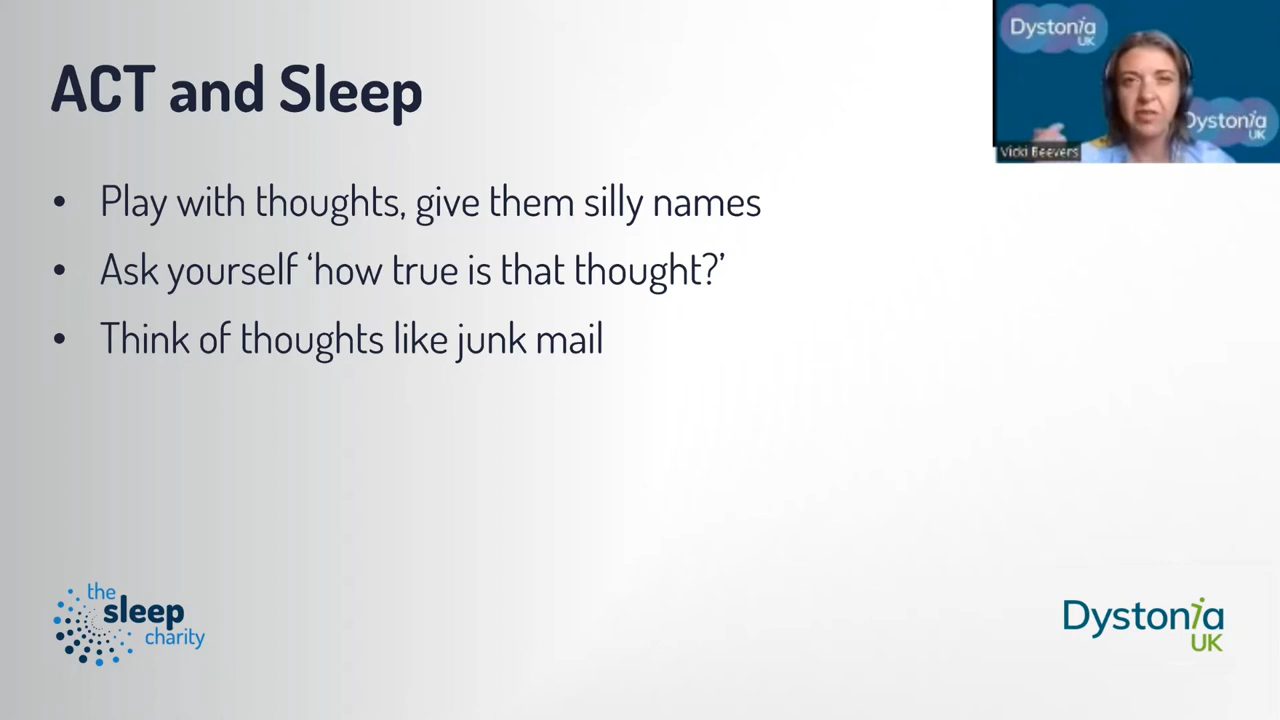 ACT and Sleep
• Play with thoughts, give them silly names
• Ask yourself ‘how true is that thought?’
• Think of thoughts like junk mail
Dystonia
UK
Dystonia
UK
Vicki Beevers
the
sleep
charity
Dystonia
UK